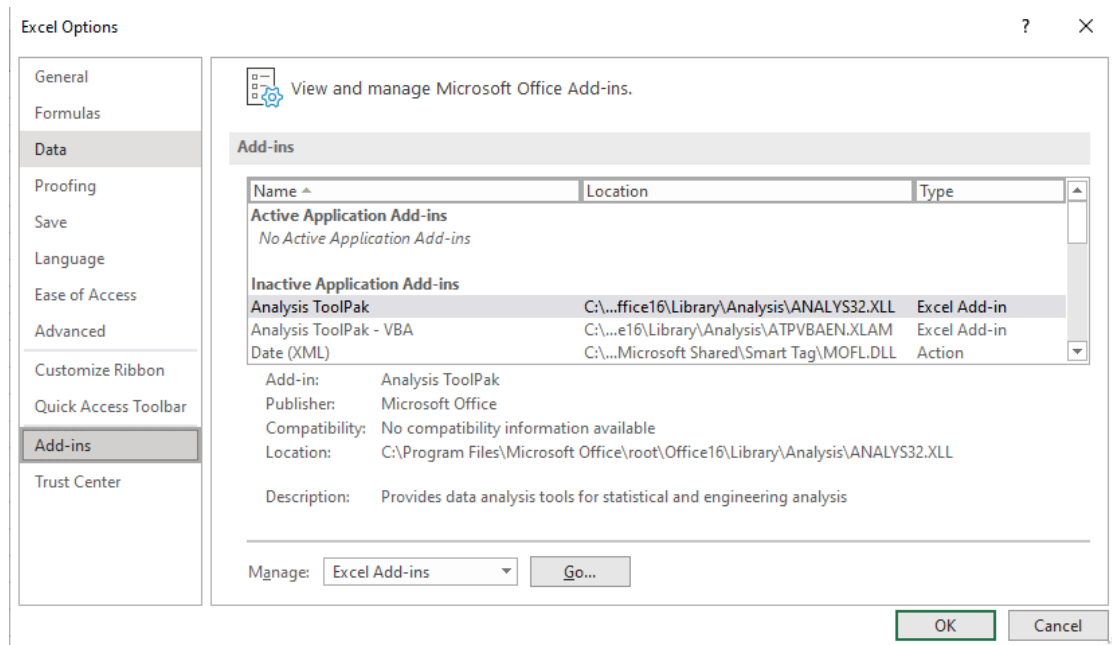 Excel Options
?
General
Formulas
Data
Proofing
Save
Language
Ease of Access
Advanced
Customize Ribbon
Quick Access Toolbar
Add-ins
Trust Center
View and manage Microsoft Office Add-ins.
Add-ins
Name Location Type
Active Application Add-ins
No Active Application Add-ins
Inactive Application Add-ins
Analysis ToolPak C:\...ffice16\Library\Analysis\ANALYS32.XLL Excel Add-in
Analysis ToolPak - VBA C:\...e16\Library\Analysis\ATPVBAEN.XLAM Excel Add-in
Date (XML) C:\...Microsoft Shared\Smart Tag\MOFL.DLL Action
Add-in: Analysis ToolPak
Publisher: Microsoft Office
Compatibility: No compatibility information available
Location: C:\Program Files\Microsoft Office\root\Office16\Library\Analysis\ANALYS32.XLL
Description: Provides data analysis tools for statistical and engineering analysis
Manage: Excel Add-ins Go...
OK Cancel